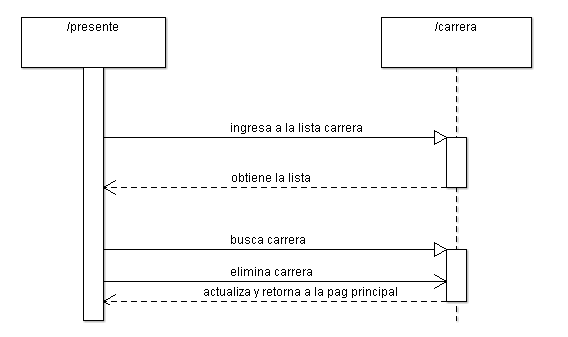 /presente
/carrera
ingresa a la lista carrera
obtiene la lista
busca carrera
elimina carrera
actualiza y retorna a la pag principal